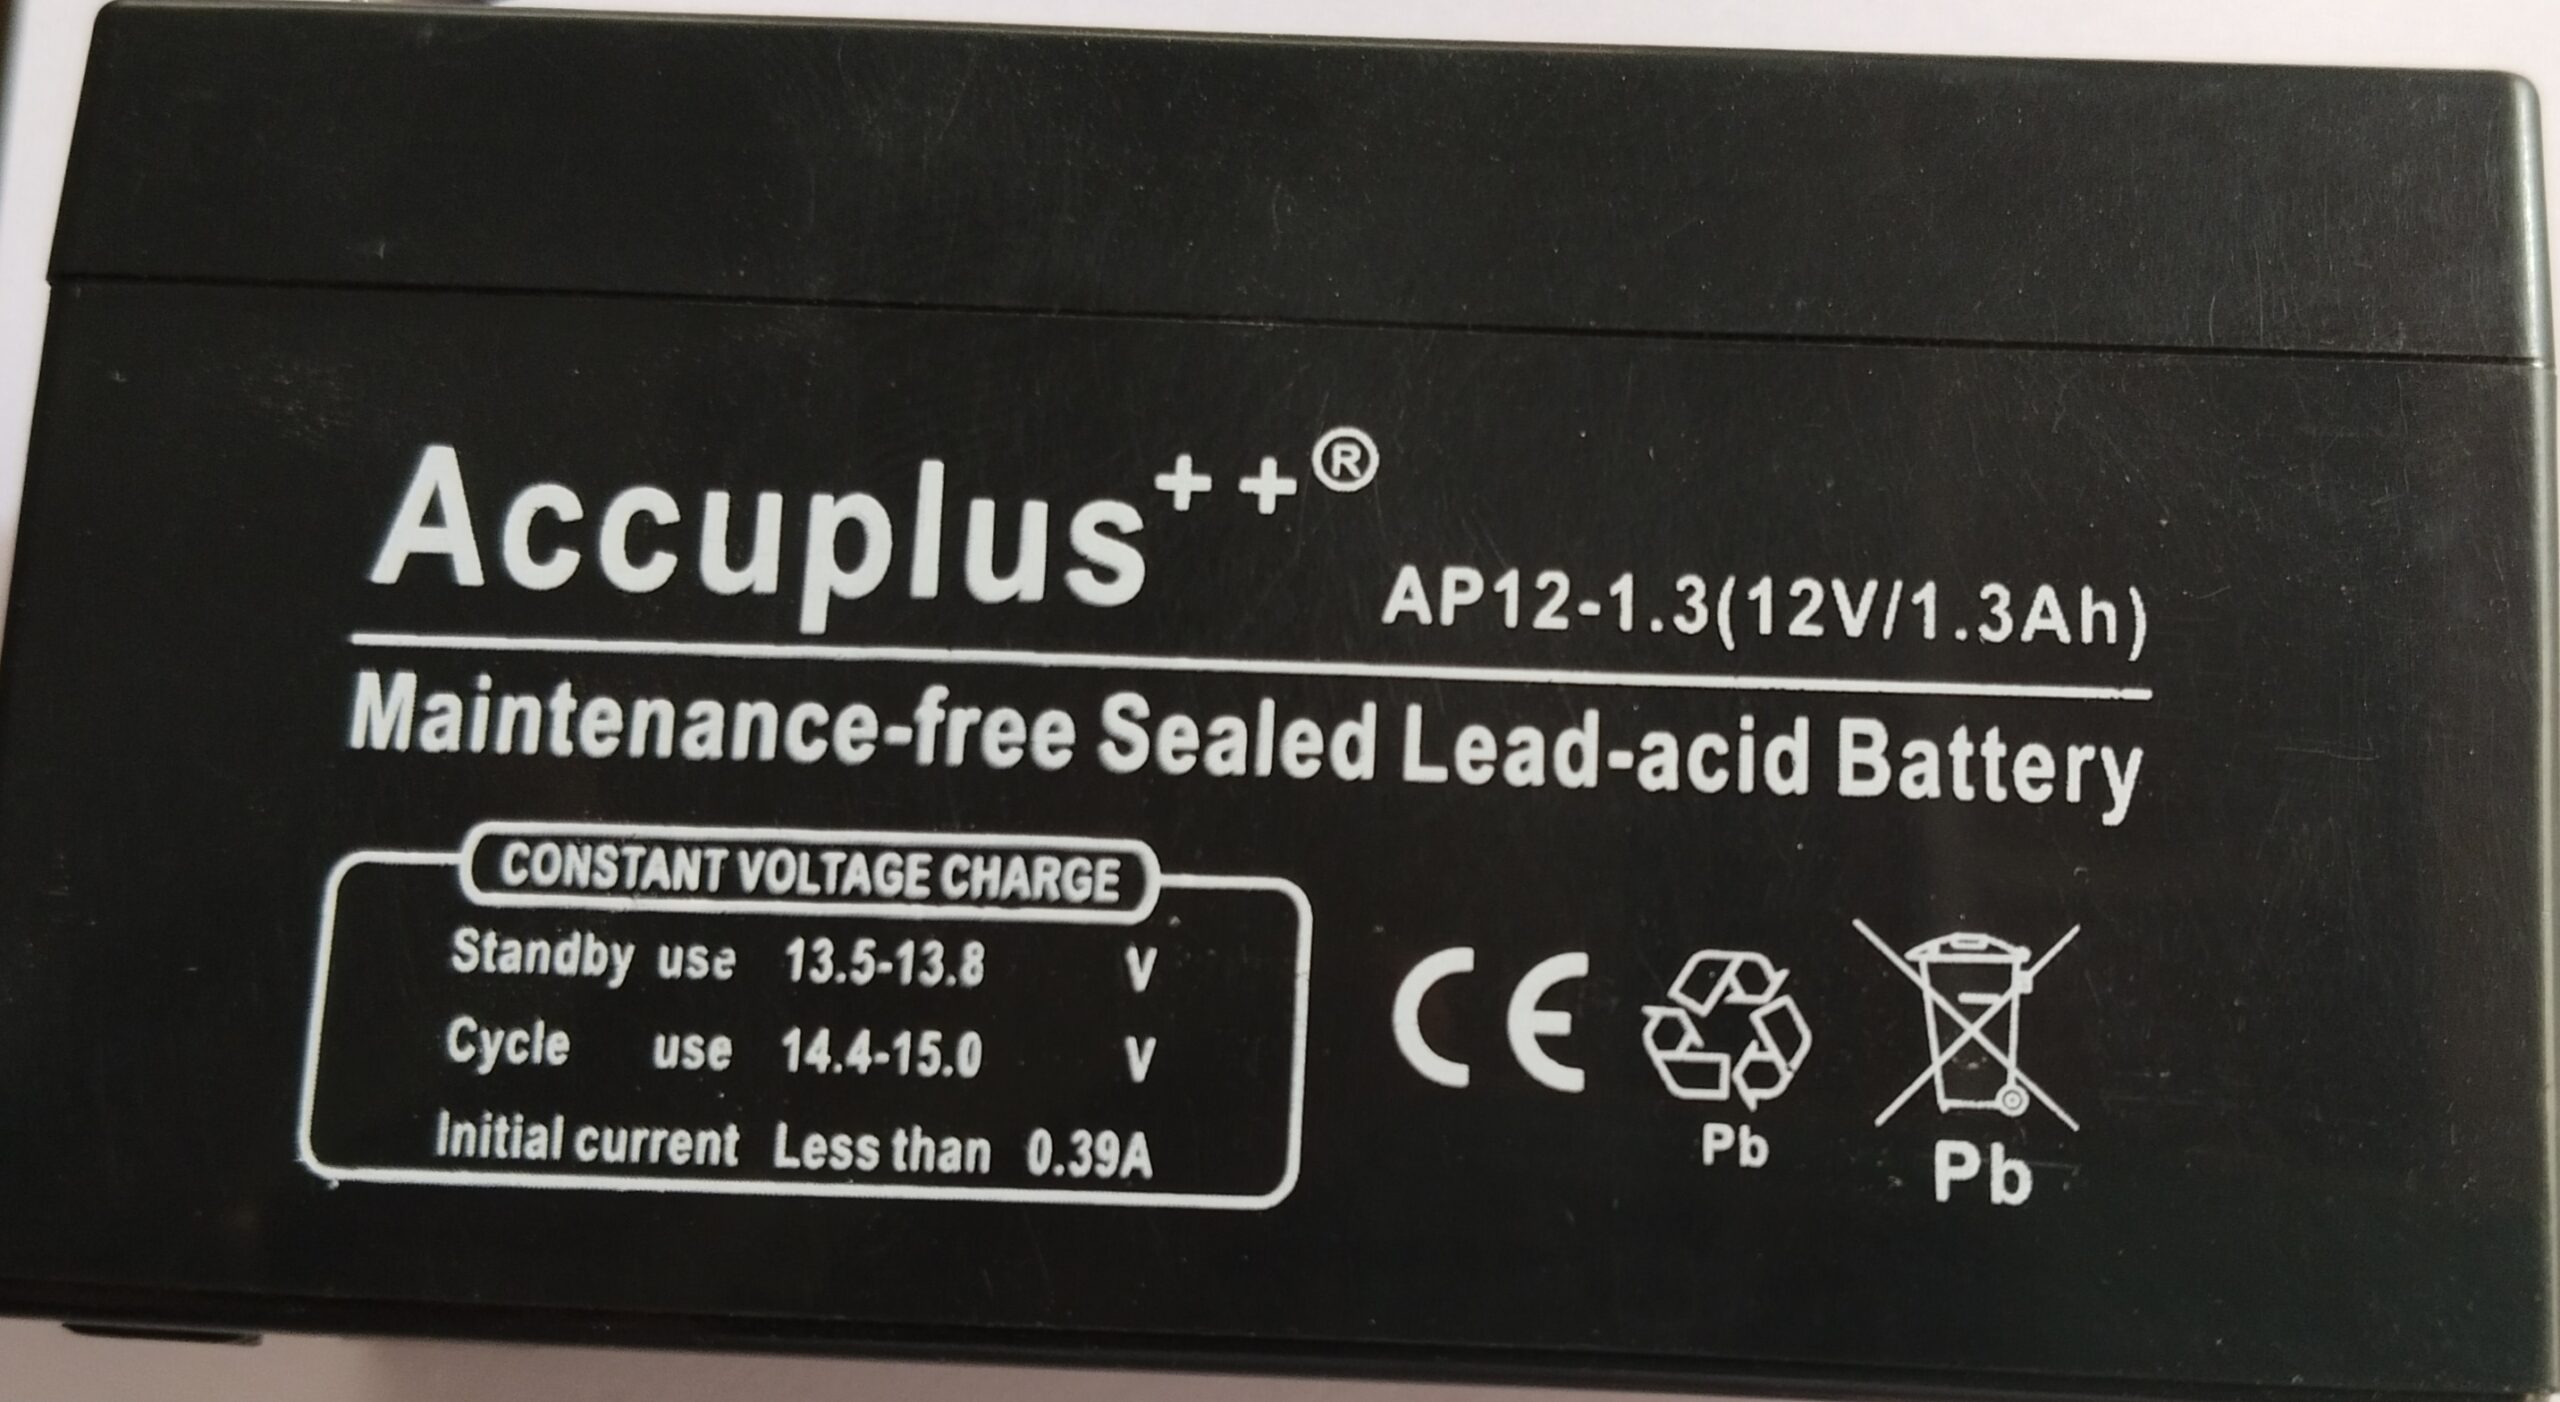 Accuplus++®
AP12-1.3(12V/1.3Ah)
Maintenance-free Sealed Lead-acid Battery
CONSTANT VOLTAGE CHARGE
Standby use 13.5-13.8 V
Cycle use 14.4-15.0 V
Initial current Less than 0.39A
CE
Pb
Pb